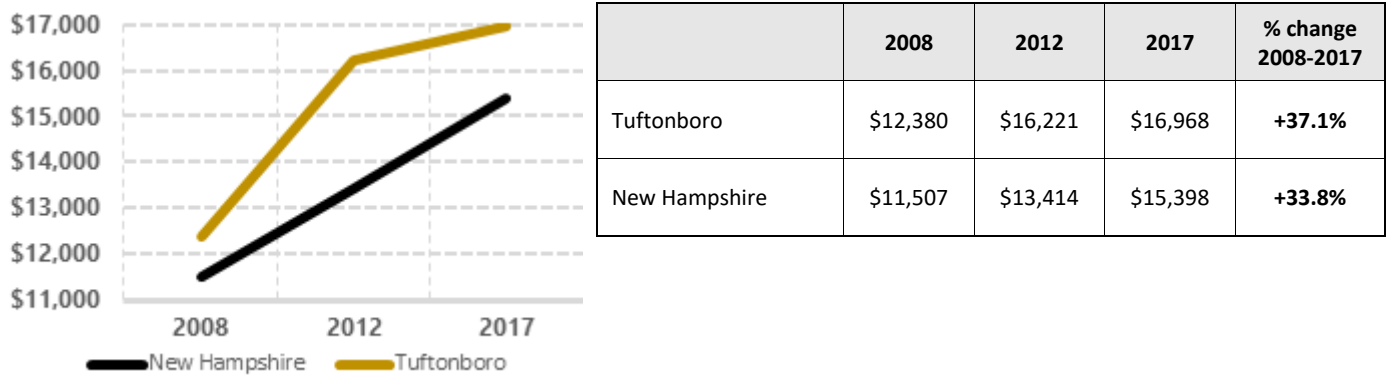 $17,000
$16,000
$15,000
$14,000
$13,000
$12,000
$11,000
2008 2012 2017
New Hampshire Tuftonboro
2008 2012 2017 % change
2008-2017
Tuftonboro $12,380 $16,221 $16,968 +37.1%
New Hampshire $11,507 $13,414 $15,398 +33.8%